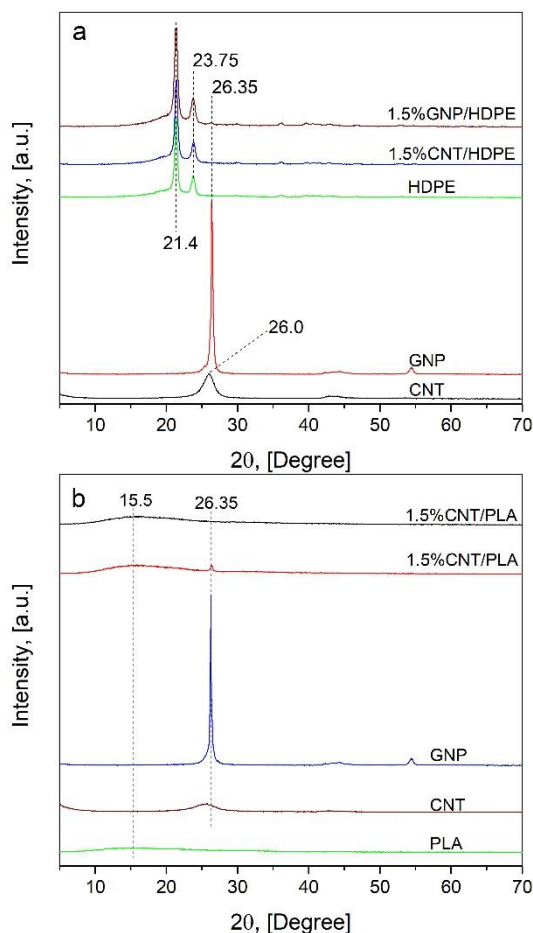 a
23.75
26.35
1.5%GNP/HDPE
1.5%CNT/HDPE
HDPE
21.4
26.0
GNP
CNT
Intensity, [a.u.]
10 20 30 40 50 60 70
2θ, [Degree]
b
15.5 26.35
1.5%CNT/PLA
1.5%CNT/PLA
GNP
CNT
PLA
Intensity, [a.u.]
10 20 30 40 50 60 70
2θ, [Degree]